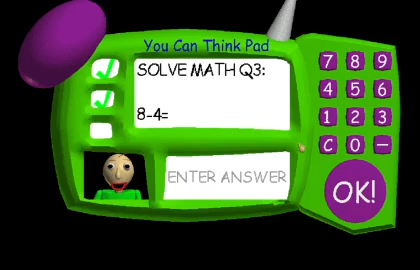 You Can Think Pad
SOLVE MATH Q3:
8-4=
ENTER ANSWER
7 8 9
4 5 6
1 2 3
C 0 −
OK!